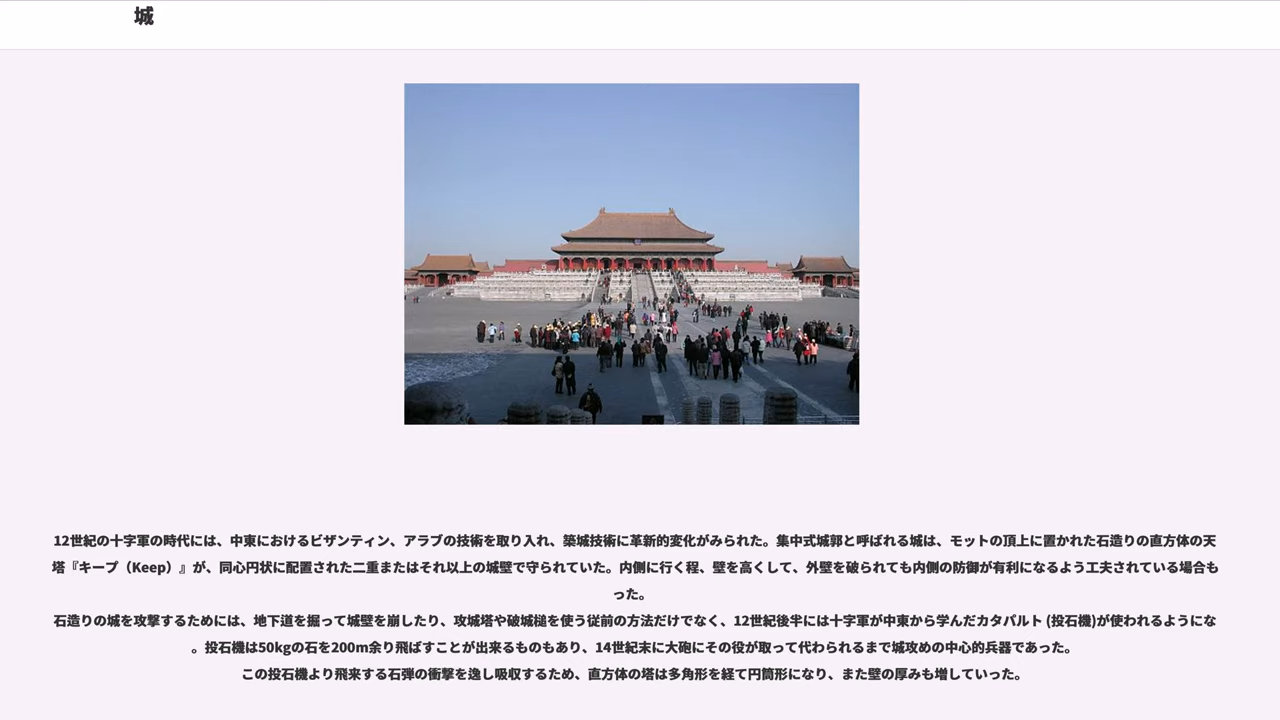 城
12世紀の十字軍の時代には、中東におけるビザンティン、アラブの技術を取り入れ、築城技術に革新的変化がみられた。集中式城郭と呼ばれる城は、モットの頂上に置かれた石造りの直方体の天
塔『キープ（Keep）』が、同心円状に配置された二重またはそれ以上の城壁で守られていた。内側に行く程、壁を高くして、外壁を破られても内側の防御が有利になるよう工夫されている場合も
った。
石造りの城を攻撃するためには、地下道を掘って城壁を崩したり、攻城塔や破城槌を使う従前の方法だけでなく、12世紀後半には十字軍が中東から学んだカタパルト (投石機)が使われるようにな
。投石機は50kgの石を200m余り飛ばすことが出来るものもあり、14世紀末に大砲にその役が取って代わられるまで城攻めの中心的兵器であった。
この投石機より飛来する石弾の衝撃を逸し吸収するため、直方体の塔は多角形を経て円筒形になり、また壁の厚みも増していった。